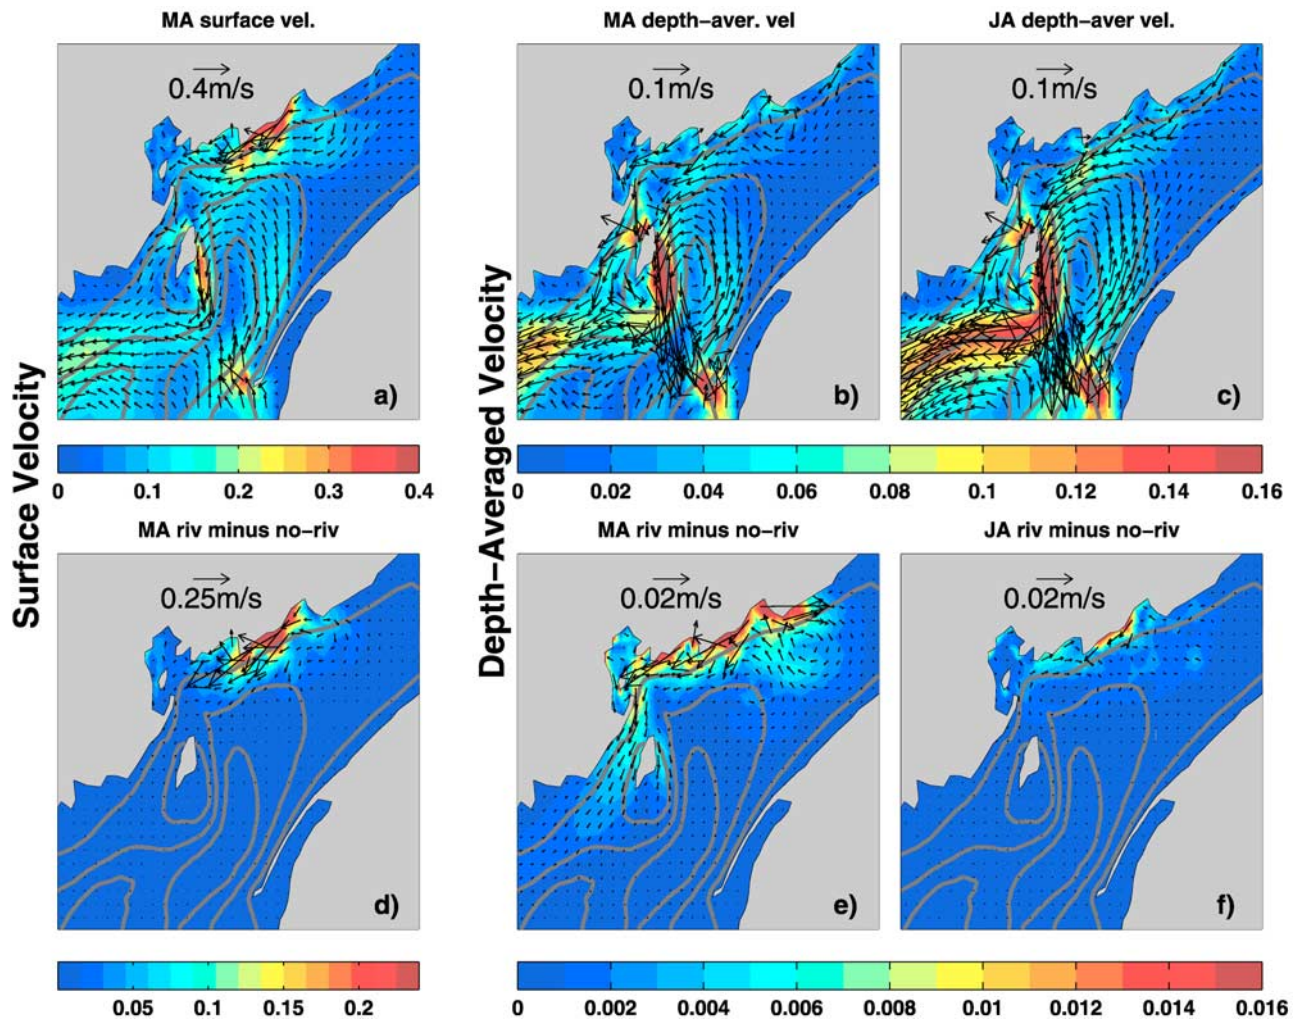 MA surface vel.
MA depth−aver. vel
JA depth−aver vel.
0.4m/s
0.1m/s
0.1m/s
a)
b)
c)
Surface Velocity
Depth−Averaged Velocity
0 0.1 0.2 0.3 0.4
0 0.02 0.04 0.06 0.08 0.1 0.12 0.14 0.16
MA riv minus no−riv
MA riv minus no−riv
JA riv minus no−riv
0.25m/s
0.02m/s
0.02m/s
d)
e)
f)
0.05 0.1 0.15 0.2
0 0.002 0.004 0.006 0.008 0.01 0.012 0.014 0.016